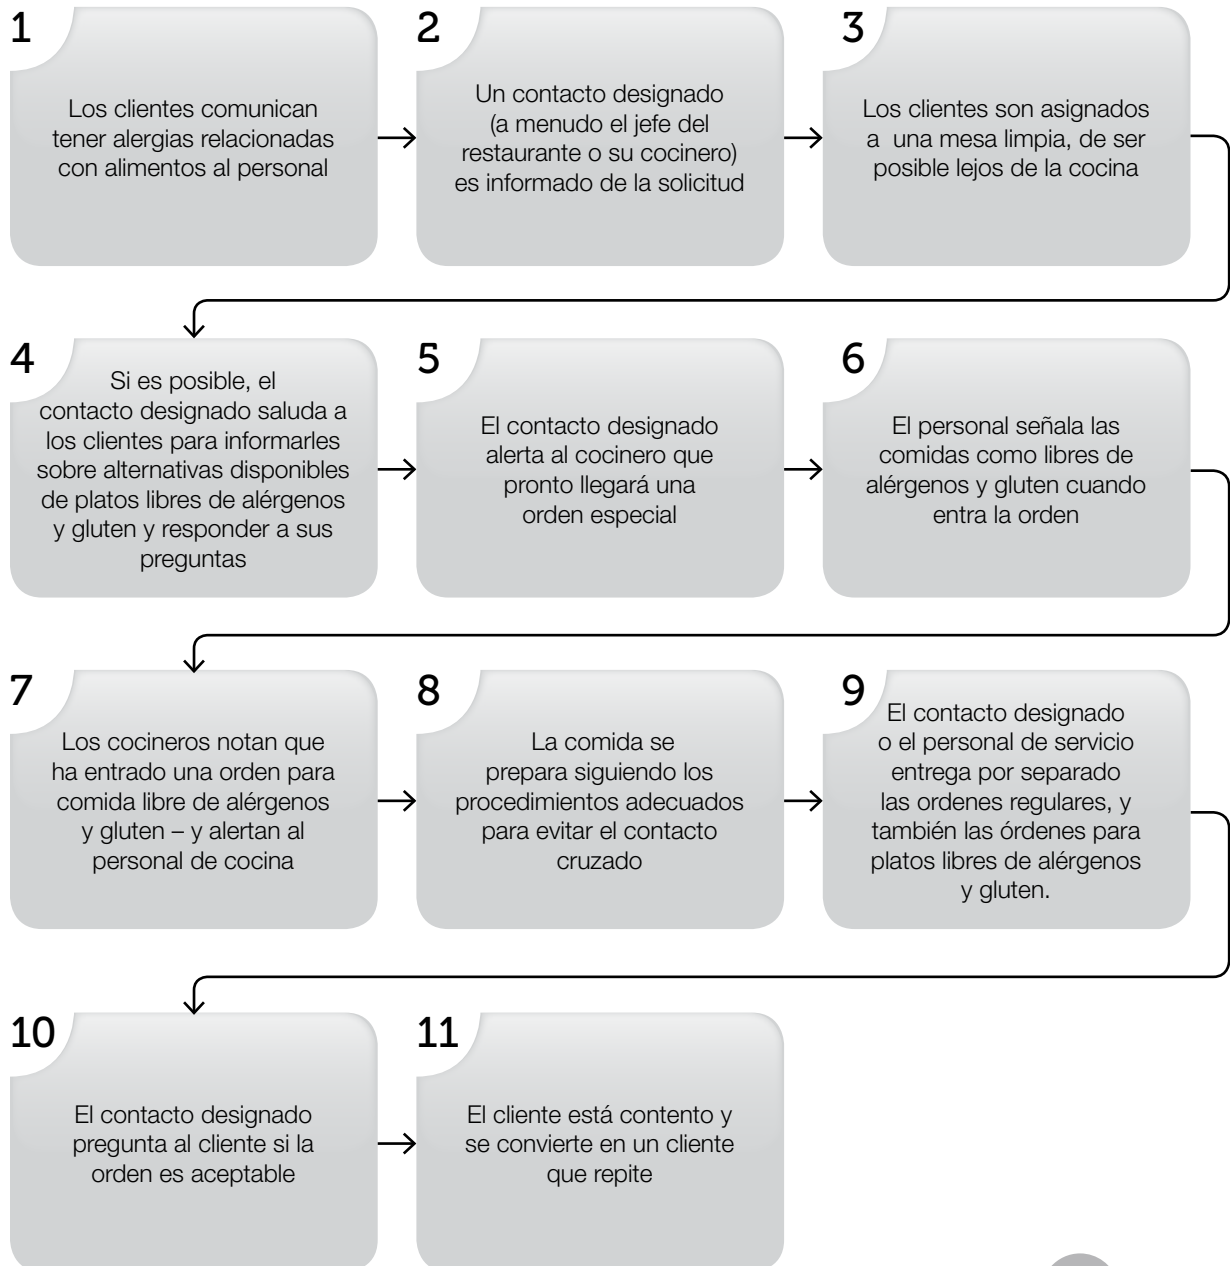 1
Los clientes comunican
tener alergias relacionadas
con alimentos al personal
2
Un contacto designado
(a menudo el jefe del
restaurante o su cocinero)
es informado de la solicitud
3
Los clientes son asignados
a una mesa limpia, de ser
posible lejos de la cocina
4
Si es posible, el
contacto designado saluda a
los clientes para informarles
sobre alternativas disponibles
de platos libres de alérgenos
y gluten y responder a sus
preguntas
5
El contacto designado
alerta al cocinero que
pronto llegará una
orden especial
6
El personal señala las
comidas como libres de
alérgenos y gluten cuando
entra la orden
7
Los cocineros notan que
ha entrado una orden para
comida libre de alérgenos
y gluten – y alertan al
personal de cocina
8
La comida se
prepara siguiendo los
procedimientos adecuados
para evitar el contacto
cruzado
9
El contacto designado
o el personal de servicio
entrega por separado
las ordenes regulares, y
también las órdenes para
platos libres de alérgenos
y gluten.
10
El contacto designado
pregunta al cliente si la
orden es aceptable
11
El cliente está contento y
se convierte en un cliente
que repite